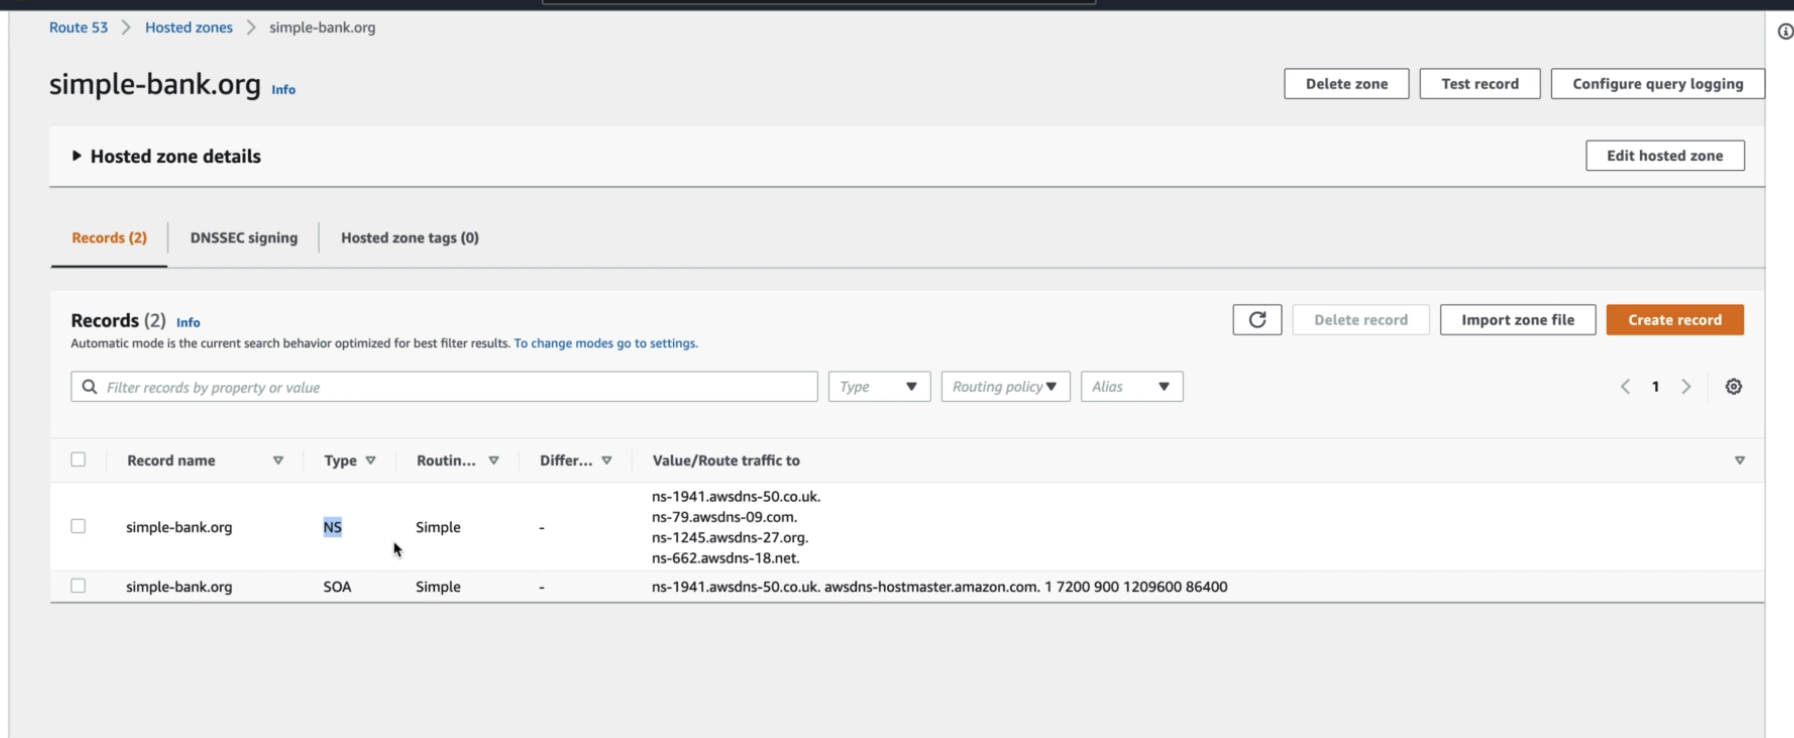 Route 53 > Hosted zones > simple-bank.org
simple-bank.org Info
Delete zone Test record Configure query logging
Hosted zone details
Edit hosted zone
Records (2) DNSSEC signing Hosted zone tags (0)
Records (2) Info
Delete record Import zone file Create record
Automatic mode is the current search behavior optimized for best filter results. To change modes go to settings.
Filter records by property or value Type Routing policy Alias 1
Record name Type Routin... Differ... Value/Route traffic to
simple-bank.org NS Simple -
ns-1941.awsdns-50.co.uk.
ns-79.awsdns-09.com.
ns-1245.awsdns-27.org.
ns-662.awsdns-18.net.
simple-bank.org SOA Simple - ns-1941.awsdns-50.co.uk. awsdns-hostmaster.amazon.com. 1 7200 900 1209600 86400